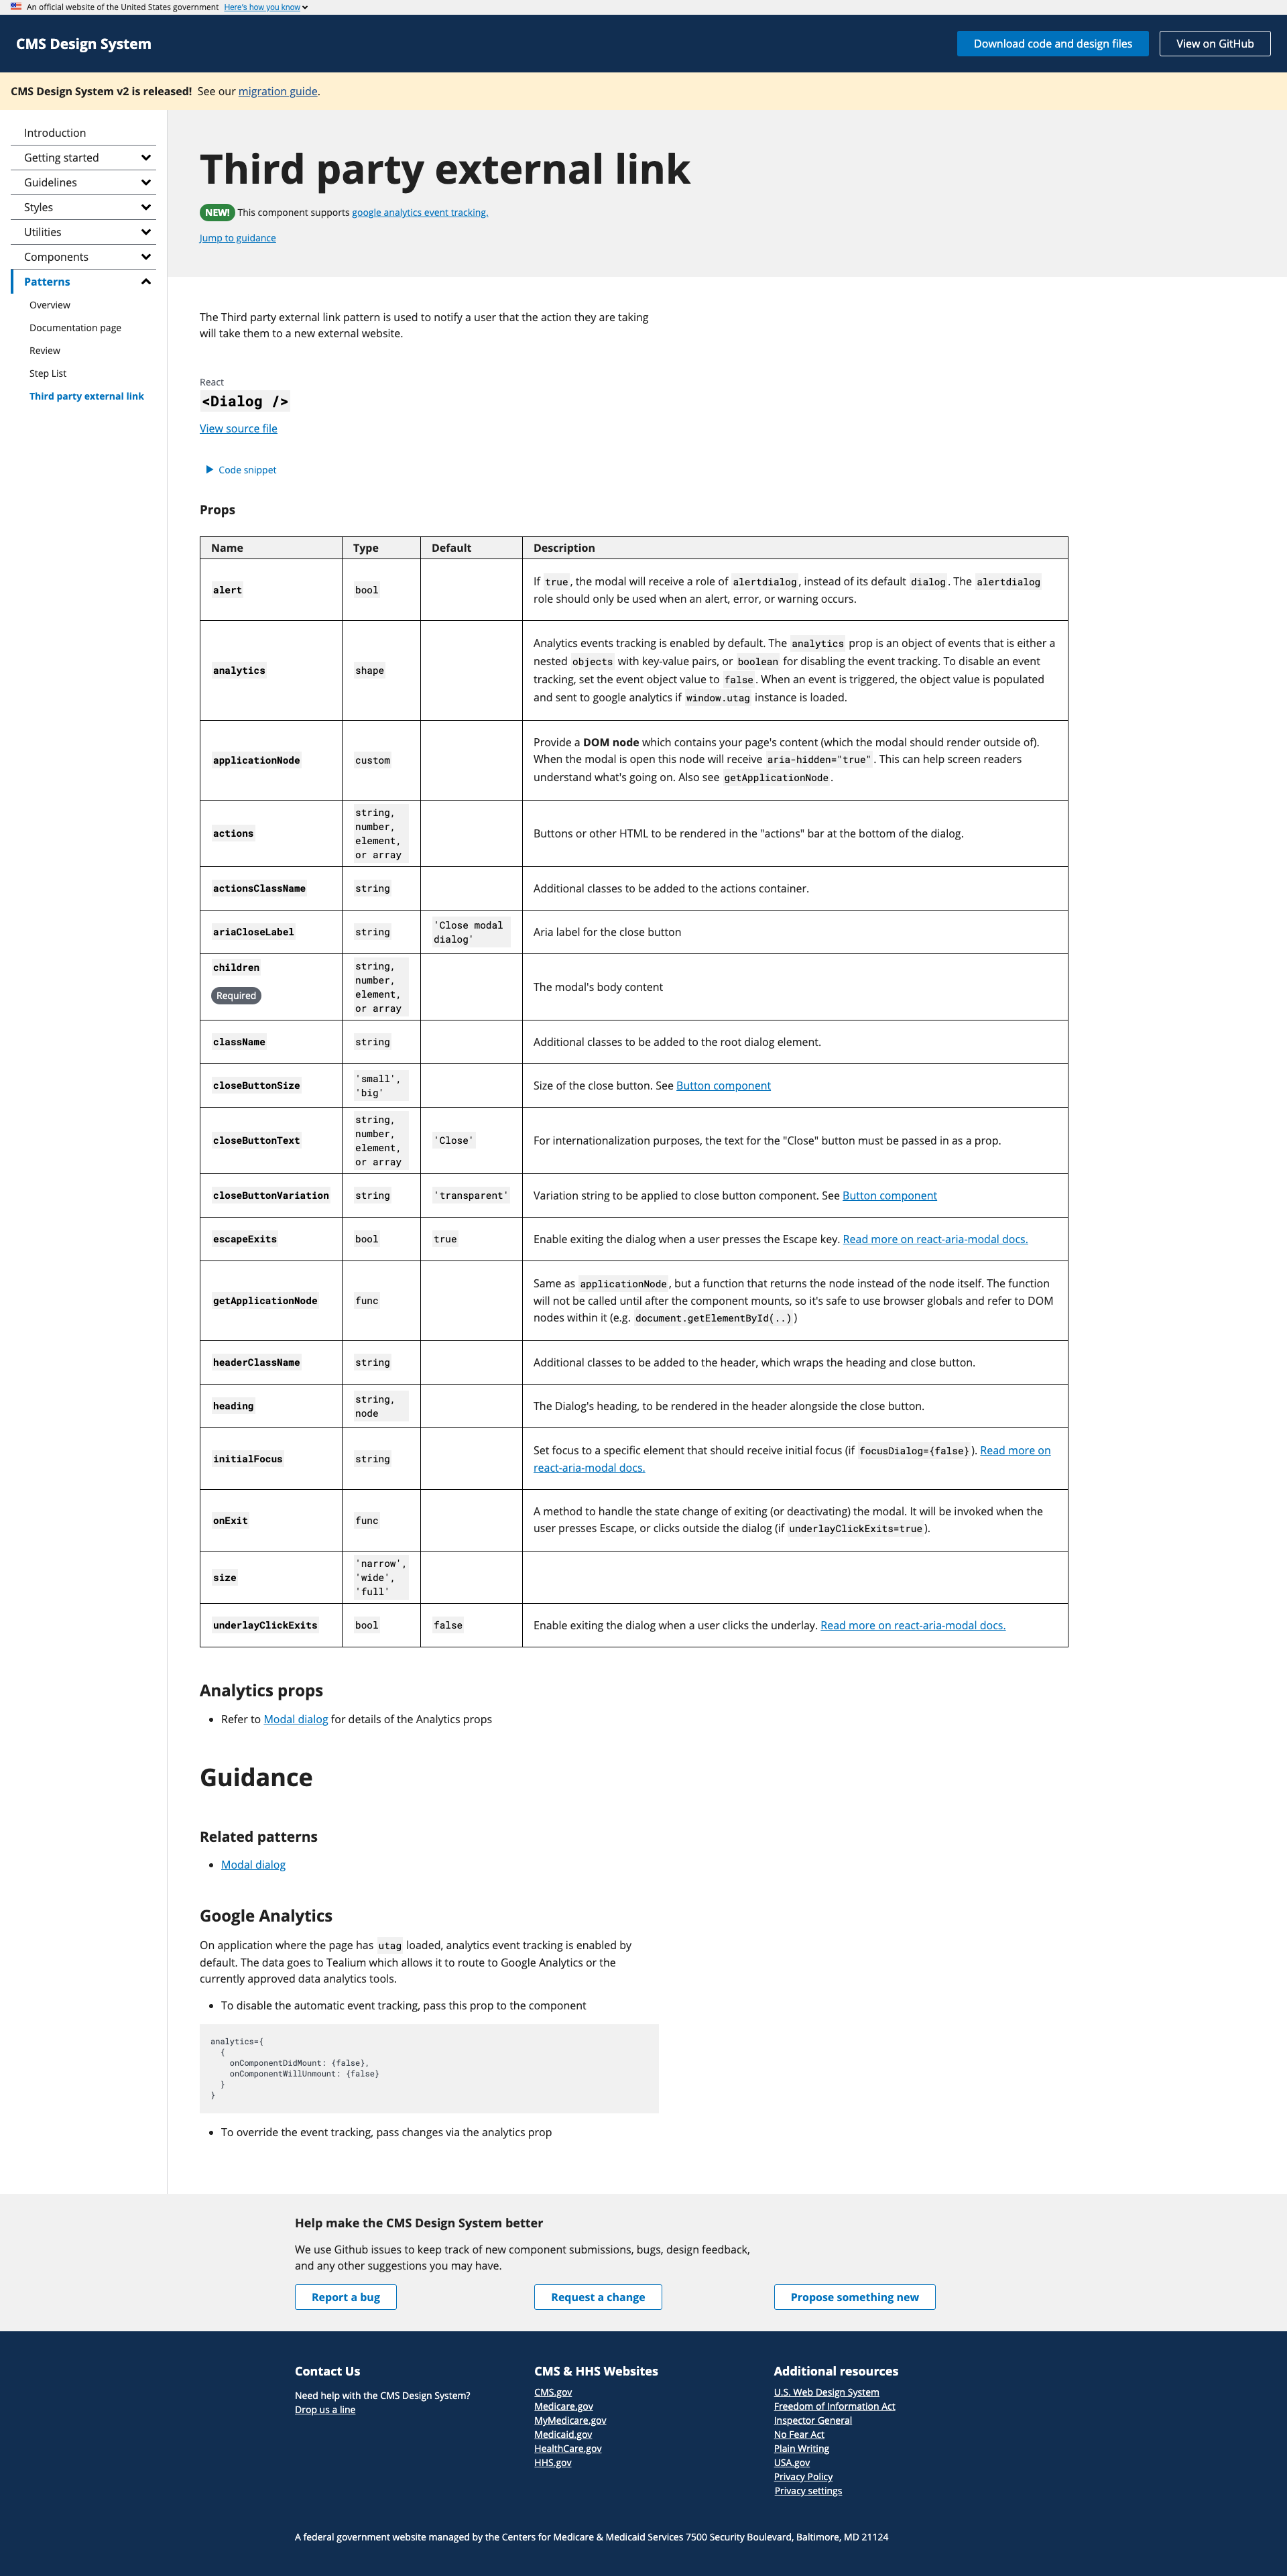 An official website of the United States government Here's how you know
CMS Design System
Download code and design files
View on GitHub
CMS Design System v2 is released! See our migration guide.
Introduction
Getting started
Guidelines
Styles
Utilities
Components
Patterns
Overview
Documentation page
Review
Step List
Third party external link
Third party external link
NEW! This component supports google analytics event tracking.
Jump to guidance
The Third party external link pattern is used to notify a user that the action they are taking
will take them to a new external website.
React
<Dialog />
View source file
Code snippet
Props
Name Type Default Description
alert bool If true, the modal will receive a role of alertdialog, instead of its default dialog. The alertdialog
role should only be used when an alert, error, or warning occurs.
analytics shape Analytics events tracking is enabled by default. The analytics prop is an object of events that is either a
nested objects with key-value pairs, or boolean for disabling the event tracking. To disable an event
tracking, set the event object value to false. When an event is triggered, the object value is populated
and sent to google analytics if window.utag instance is loaded.
applicationNode custom Provide a DOM node which contains your page's content (which the modal should render outside of).
When the modal is open this node will receive aria-hidden="true". This can help screen readers
understand what's going on. Also see getApplicationNode.
actions
string,
number,
element,
or array
Buttons or other HTML to be rendered in the "actions" bar at the bottom of the dialog.
actionsClassName string Additional classes to be added to the actions container.
ariaCloseLabel string
'Close modal
dialog'
Aria label for the close button
children
Required
string,
number,
element,
or array
The modal's body content
className string Additional classes to be added to the root dialog element.
closeButtonSize
'small',
'big'
Size of the close button. See Button component
closeButtonText
string,
number,
element,
or array
'Close' For internationalization purposes, the text for the "Close" button must be passed in as a prop.
closeButtonVariation string 'transparent' Variation string to be applied to close button component. See Button component
escapeExits bool true Enable exiting the dialog when a user presses the Escape key. Read more on react-aria-modal docs.
getApplicationNode func Same as applicationNode, but a function that returns the node instead of the node itself. The function
will not be called until after the component mounts, so it's safe to use browser globals and refer to DOM
nodes within it (e.g. document.getElementById(..))
headerClassName string Additional classes to be added to the header, which wraps the heading and close button.
heading
string,
node
The Dialog's heading, to be rendered in the header alongside the close button.
initialFocus string Set focus to a specific element that should receive initial focus (if focusDialog={false}). Read more on
react-aria-modal docs.
onExit func A method to handle the state change of exiting (or deactivating) the modal. It will be invoked when the
user presses Escape, or clicks outside the dialog (if underlayClickExits=true).
size
'narrow',
'wide',
'full'
underlayClickExits bool false Enable exiting the dialog when a user clicks the underlay. Read more on react-aria-modal docs.
Analytics props
• Refer to Modal dialog for details of the Analytics props
Guidance
Related patterns
• Modal dialog
Google Analytics
On application where the page has utag loaded, analytics event tracking is enabled by
default. The data goes to Tealium which allows it to route to Google Analytics or the
currently approved data analytics tools.
• To disable the automatic event tracking, pass this prop to the component
analytics={
{
onComponentDidMount: {false},
onComponentWillUnmount: {false}
}
}
• To override the event tracking, pass changes via the analytics prop
Help make the CMS Design System better
We use Github issues to keep track of new component submissions, bugs, design feedback,
and any other suggestions you may have.
Report a bug
Request a change
Propose something new
Contact Us
Need help with the CMS Design System?
Drop us a line
CMS & HHS Websites
CMS.gov
Medicare.gov
MyMedicare.gov
Medicaid.gov
HealthCare.gov
HHS.gov
Additional resources
U.S. Web Design System
Freedom of Information Act
Inspector General
No Fear Act
Plain Writing
USA.gov
Privacy Policy
Privacy settings
A federal government website managed by the Centers for Medicare & Medicaid Services 7500 Security Boulevard, Baltimore, MD 21124